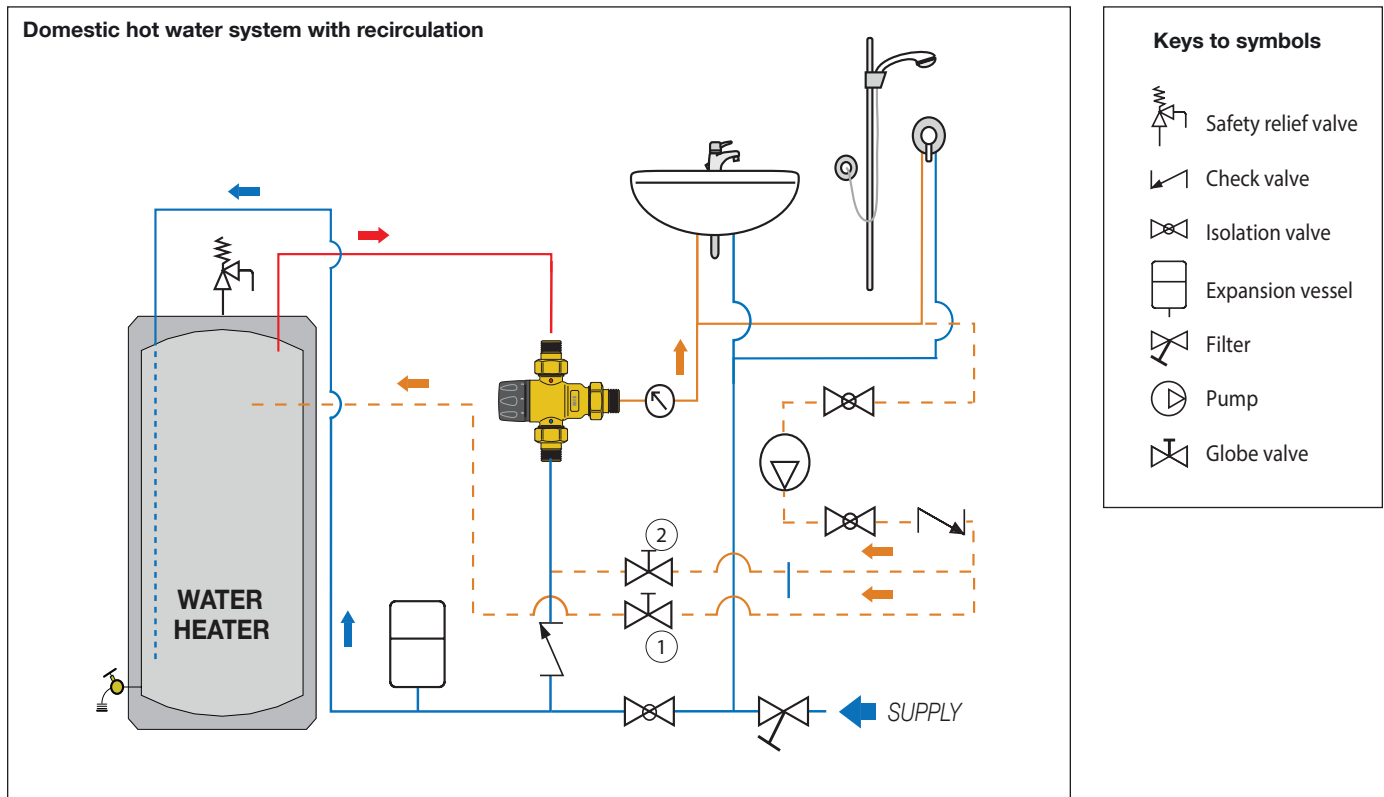 Domestic hot water system with recirculation
WATER
HEATER
2
1
SUPPLY
Keys to symbols
Safety relief valve
Check valve
Isolation valve
Expansion vessel
Filter
Pump
Globe valve